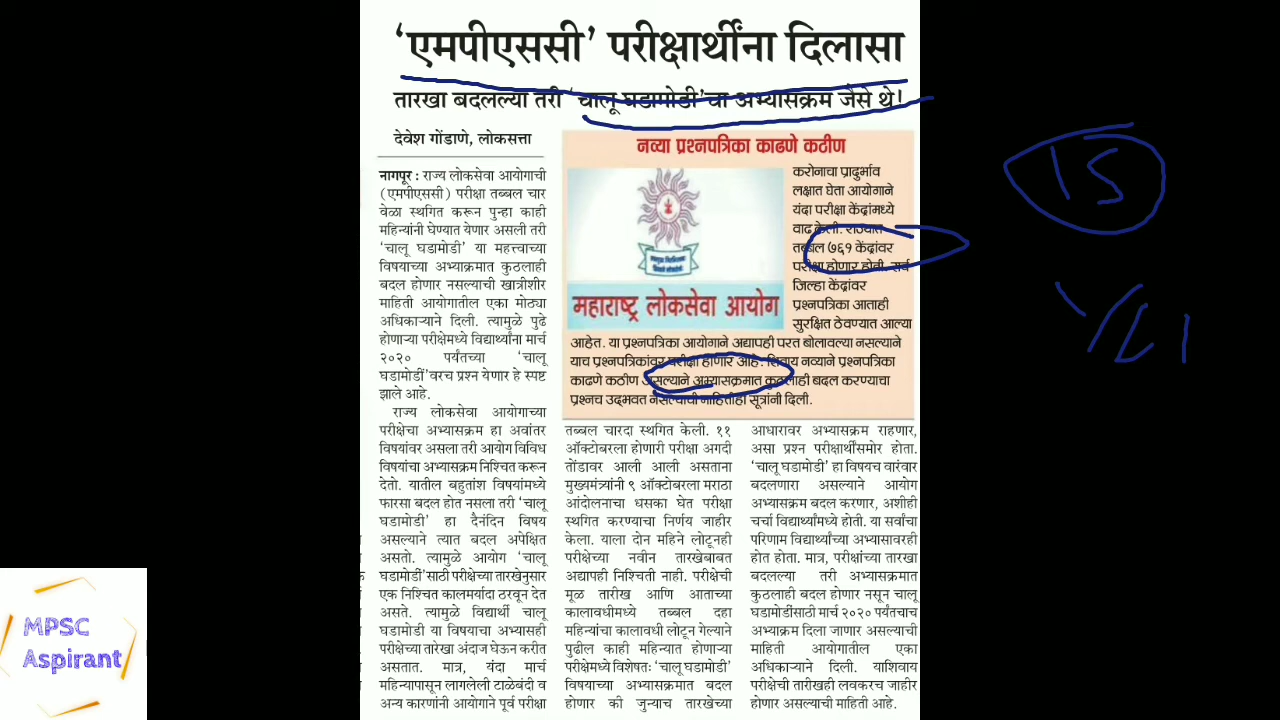 ‘एमपीएससी’ परीक्षार्थींना दिलासा
तारखा बदलल्या तरी ‘चालू घडामोडी’चा अभ्यासक्रम जैसे थे!
देवेश गोंडाणे, लोकसत्ता
नागपूर : राज्य लोकसेवा आयोगाची
(एमपीएससी) परीक्षा तब्बल चार
वेळा स्थगित करून पुन्हा काही
महिन्यांनी घेण्यात येणार असली तरी
‘चालू घडामोडी’ या महत्त्वाच्या
विषयाच्या अभ्याक्रमात कुठलाही
बदल होणार नसल्याची खात्रीशीर
माहिती आयोगातील एका मोठ्या
अधिकाऱ्याने दिली. त्यामुळे पुढे
होणाऱ्या परीक्षेमध्ये विद्यार्थ्यांना मार्च
२०२० पर्यंतच्या ‘चालू
घडामोडीं’वरच प्रश्न येणार हे स्पष्ट
झाले आहे.
राज्य लोकसेवा आयोगाच्या
परीक्षेचा अभ्यासक्रम हा अवांतर
विषयांवर असला तरी आयोग विविध
विषयांचा अभ्यासक्रम निश्चित करून
देतो. यातील बहुतांश विषयांमध्ये
फारसा बदल होत नसला तरी ‘चालू
घडामोडी’ हा दैनंदिन विषय
असल्याने त्यात बदल अपेक्षित
असतो. त्यामुळे आयोग ‘चालू
घडामोडीं’साठी परीक्षेच्या तारखेनुसार
एक निश्चित कालमर्यादा ठरवून देत
असते. त्यामुळे विद्यार्थी चालू
घडामोडी या विषयाचा अभ्यासही
परीक्षेच्या तारेखा अंदाज घेऊन करीत
असतात. मात्र, यंदा मार्च
महिन्यापासून लागलेली टाळेबंदी व
अन्य कारणांनी आयोगाने पूर्व परीक्षा
नव्या प्रश्नपत्रिका काढणे कठीण
करोनाचा प्रादुर्भाव
लक्षात घेता आयोगाने
यंदा परीक्षा केंद्रांमध्ये
वाढ केली. राज्यात
तब्बल ७६१ केंद्रांवर
परीक्षा होणार होती. सर्व
जिल्हा केंद्रांवर
प्रश्नपत्रिका आताही
सुरक्षित ठेवण्यात आल्या
महाराष्ट्र लोकसेवा आयोग
आहेत. या प्रश्नपत्रिका आयोगाने अद्यापही परत बोलावल्या नसल्याने
याच प्रश्नपत्रिकांवर परीक्षा होणार आहे. शिवाय नव्याने प्रश्नपत्रिका
काढणे कठीण असल्याने अभ्यासक्रमात कुठलाही बदल करण्याचा
प्रश्नच उद्भवत नसल्याची माहितीही सूत्रांनी दिली.
तब्बल चारदा स्थगित केली. ११
ऑक्टोबरला होणारी परीक्षा अगदी
तोंडावर आली आली असताना
मुख्यमंत्र्यांनी ९ ऑक्टोबरला मराठा
आंदोलनाचा धसका घेत परीक्षा
स्थगित करण्याचा निर्णय जाहीर
केला. याला दोन महिने लोटूनही
परीक्षेच्या नवीन तारखेबाबत
अद्यापही निश्चिती नाही. परीक्षेची
मूळ तारीख आणि आताच्या
कालावधीमध्ये तब्बल दहा
महिन्यांचा कालावधी लोटून गेल्याने
पुढील काही महिन्यात होणाऱ्या
परीक्षेमध्ये विशेषतः ‘चालू घडामोडी’
विषयाच्या अभ्यासक्रमात बदल
होणार की जुन्याच तारखेच्या
आधारावर अभ्यासक्रम राहणार,
असा प्रश्न परीक्षार्थींसमोर होता.
‘चालू घडामोडी’ हा विषयच वारंवार
बदलणारा असल्याने आयोग
अभ्यासक्रम बदल करणार, अशीही
चर्चा विद्यार्थ्यांमध्ये होती. या सर्वांचा
परिणाम विद्यार्थ्यांच्या अभ्यासावरही
होत होता. मात्र, परीक्षांच्या तारखा
बदलल्या तरी अभ्यासक्रमात
कुठलाही बदल होणार नसून चालू
घडामोडींसाठी मार्च २०२० पर्यंतचाच
अभ्याक्रम दिला जाणार असल्याची
माहिती आयोगातील एका
अधिकाऱ्याने दिली. याशिवाय
परीक्षेची तारीखही लवकरच जाहीर
होणार असल्याची माहिती आहे.
15
MPSC
Aspirant